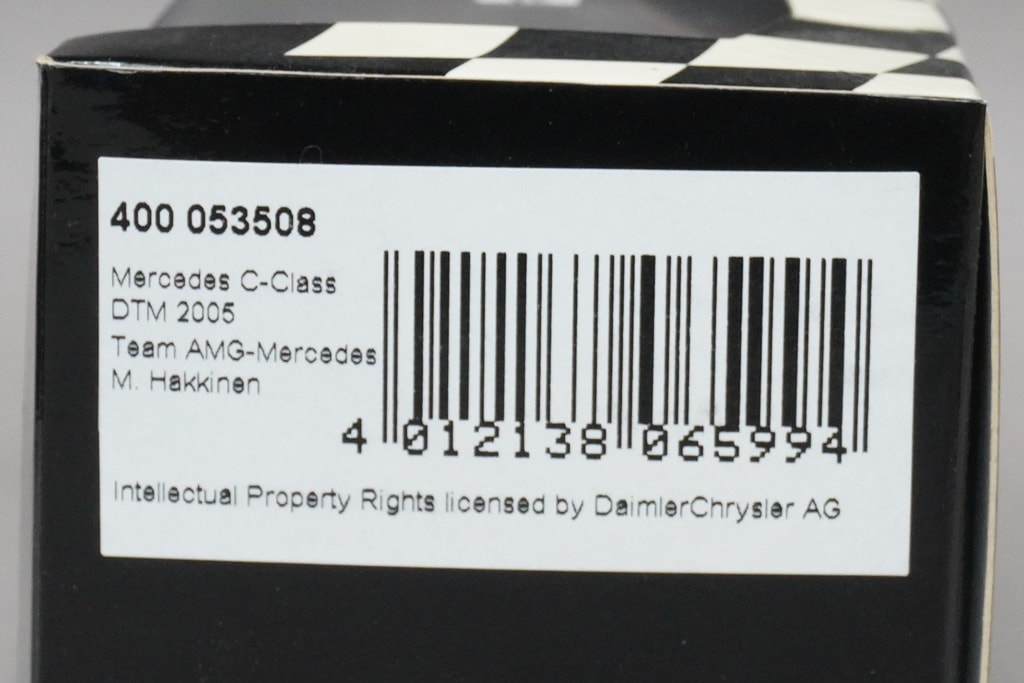 400 053508
Mercedes C-Class
DTM 2005
Team AMG-Mercedes
M. Hakkinen
4 012138 065994
Intellectual Property Rights licensed by DaimlerChrysler AG